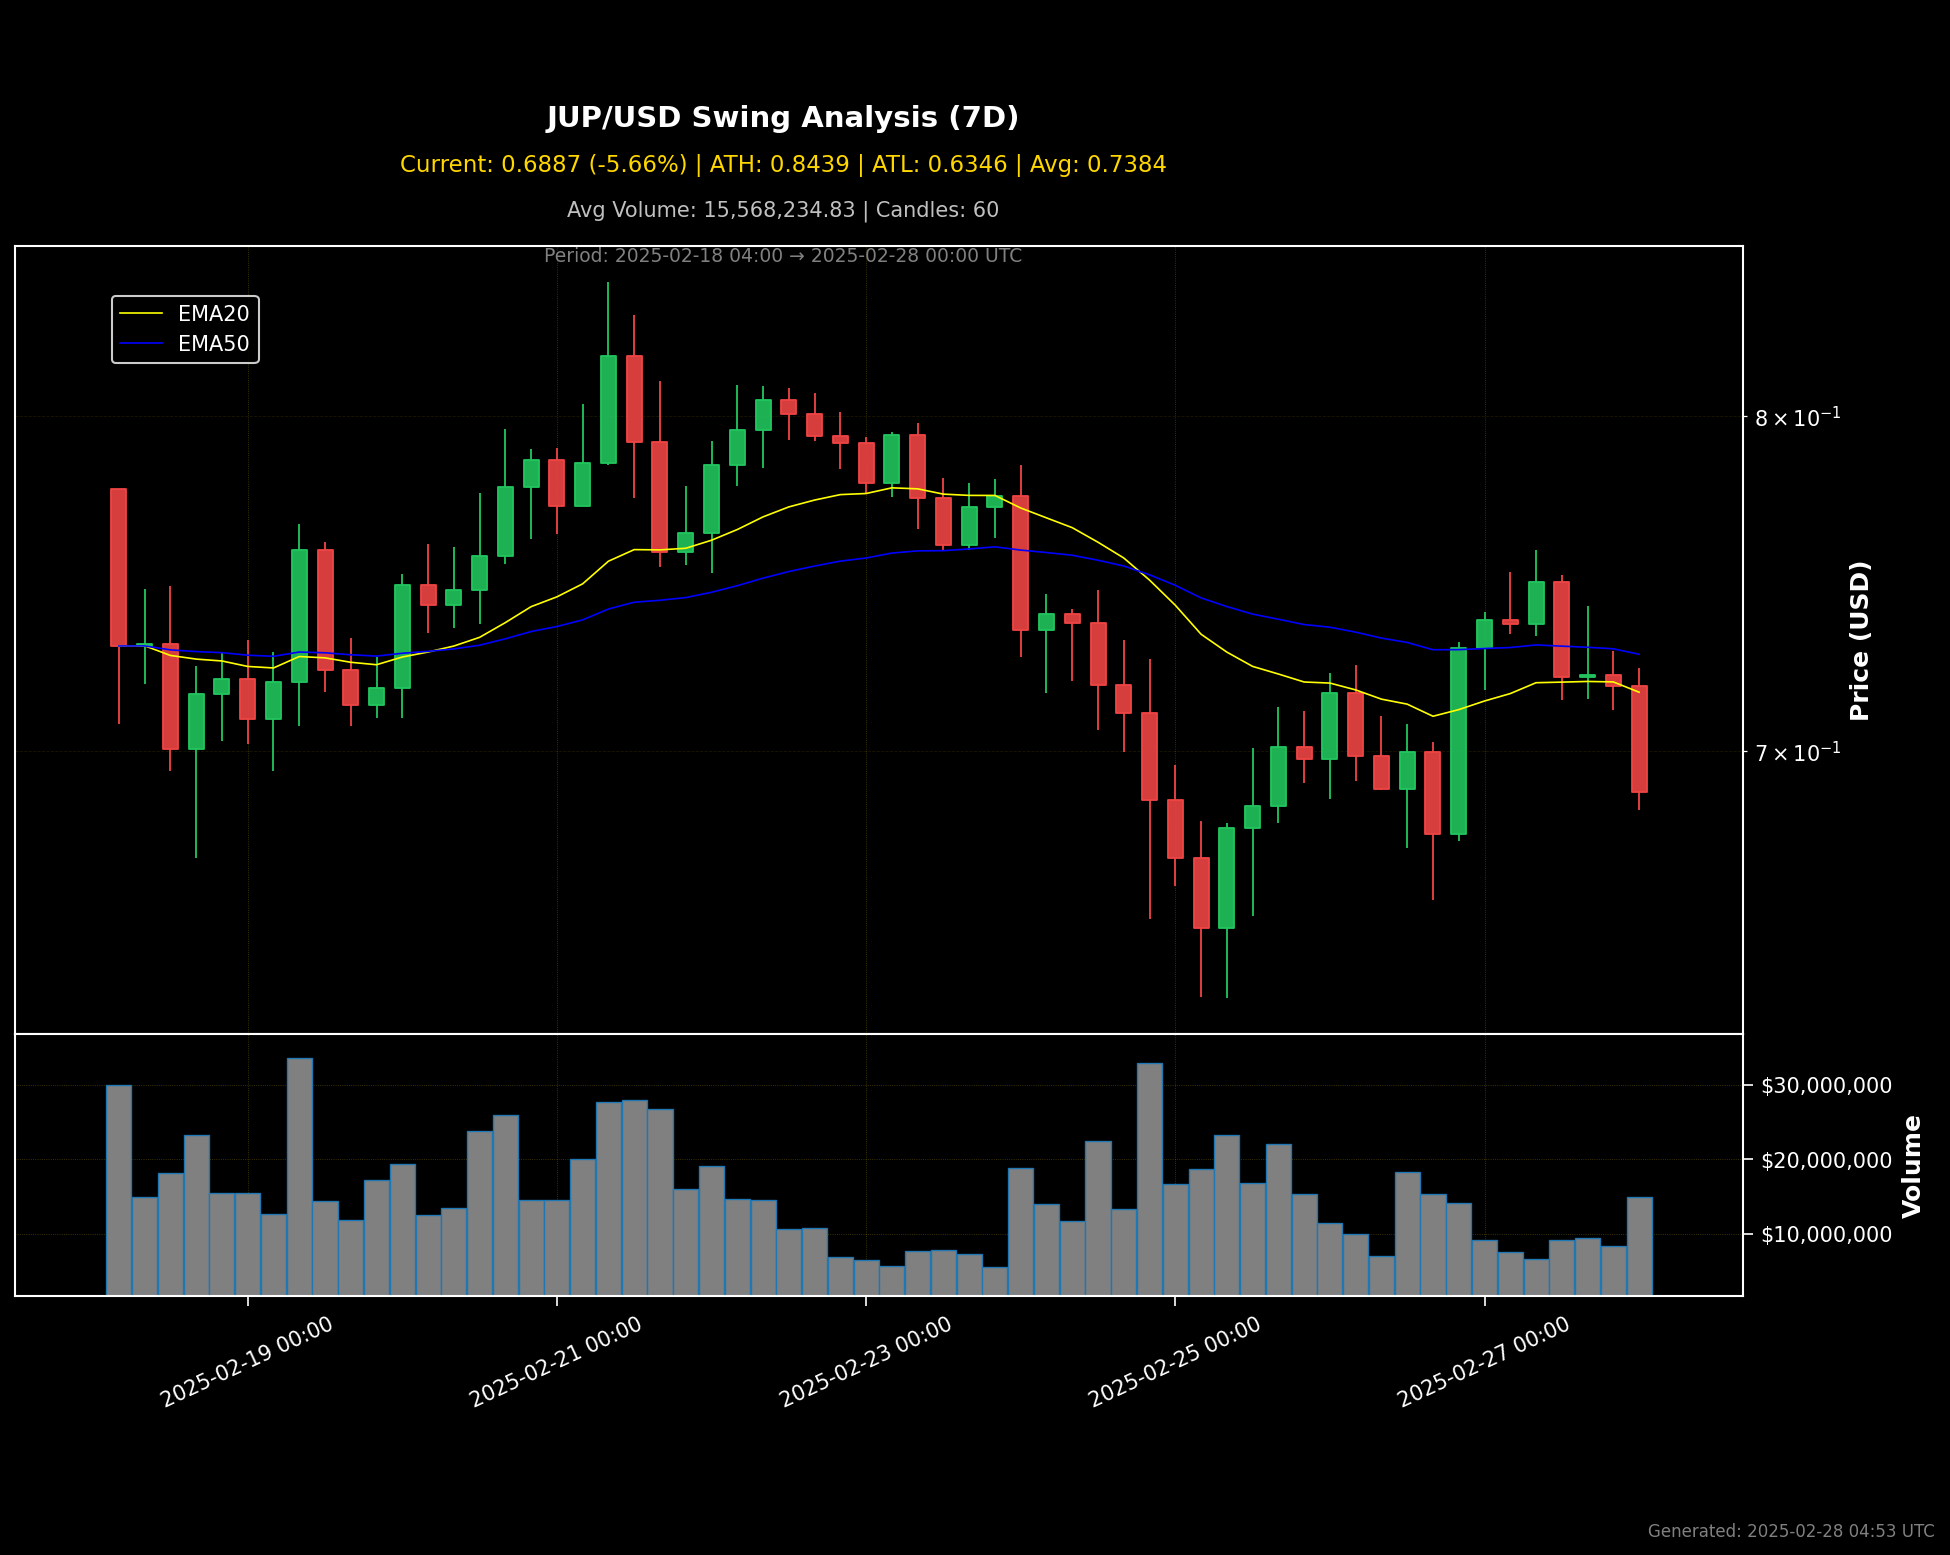 JUP/USD Swing Analysis (7D)
Current: 0.6887 (-5.66%) | ATH: 0.8439 | ATL: 0.6346 | Avg: 0.7384
Avg Volume: 15,568,234.83 | Candles: 60
Period: 2025-02-18 04:00 → 2025-02-28 00:00 UTC
EMA20
EMA50
8 × 10⁻¹
7 × 10⁻¹
Price (USD)
$30,000,000
$20,000,000
$10,000,000
Volume
2025-02-19 00:00
2025-02-21 00:00
2025-02-23 00:00
2025-02-25 00:00
2025-02-27 00:00
Generated: 2025-02-28 04:53 UTC